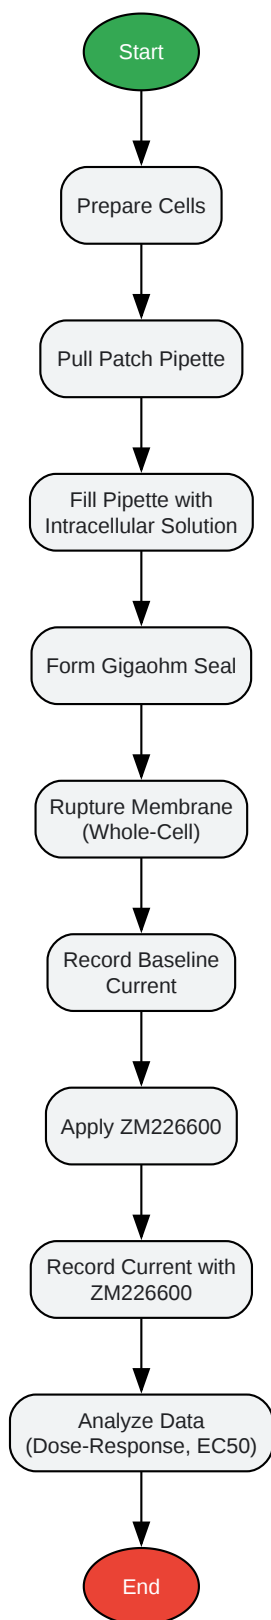 Start
Prepare Cells
Pull Patch Pipette
Fill Pipette with
Intracellular Solution
Form Gigaohm Seal
Rupture Membrane
(Whole-Cell)
Record Baseline
Current
Apply ZM226600
Record Current with
ZM226600
Analyze Data
(Dose-Response, EC50)
End